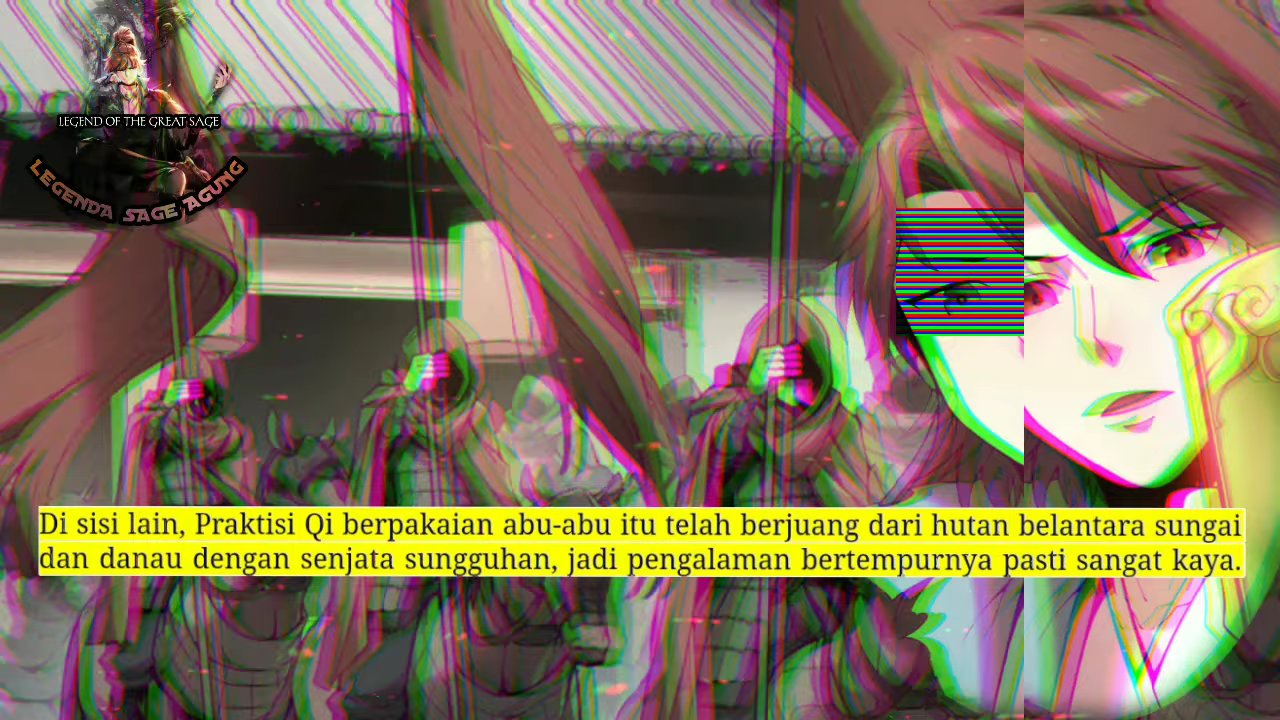 LEGEND OF THE GREAT SAGE
LEGENDA SAGE AGUNG
Di sisi lain, Praktisi Qi berpakaian abu-abu itu telah berjuang dari hutan belantara sungai
dan danau dengan senjata sungguhan, jadi pengalaman bertempurnya pasti sangat kaya.